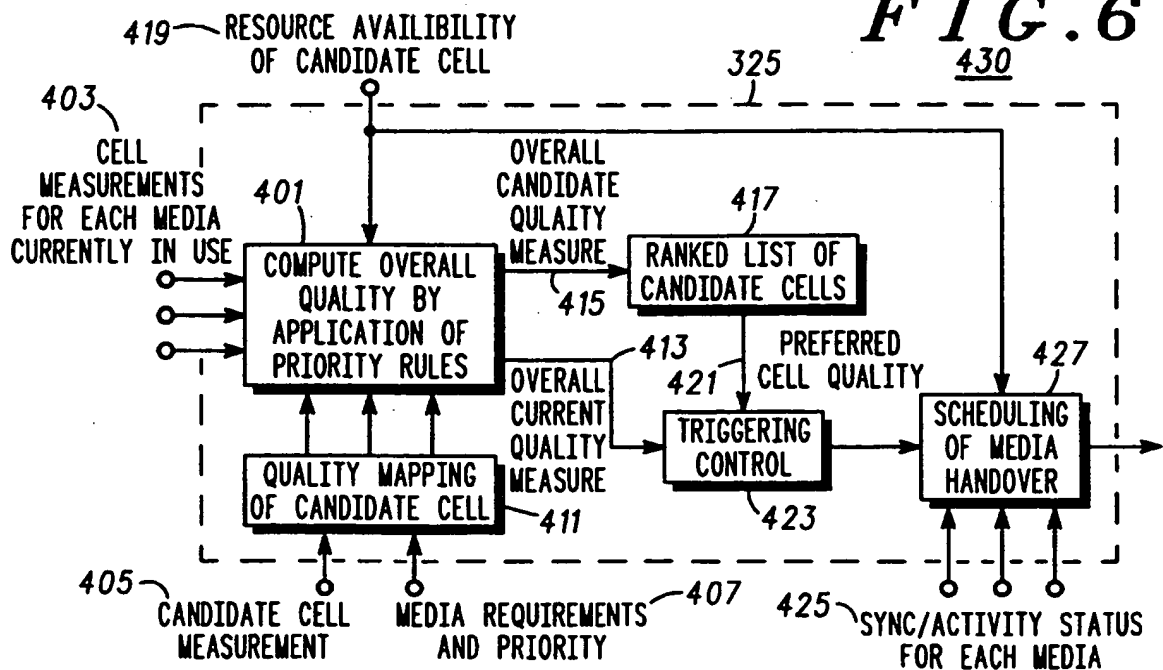 FIG.6
430
419
RESOURCE AVAILIBILITY
OF CANDIDATE CELL
325
403
CELL
MEASUREMENTS
FOR EACH MEDIA
CURRENTLY IN USE
401
COMPUTE OVERALL
QUALITY BY
APPLICATION OF
PRIORITY RULES
OVERALL
CANDIDATE
QULAITY
MEASURE
415
417
RANKED LIST OF
CANDIDATE CELLS
413
OVERALL
CURRENT
QUALITY
MEASURE
421
PREFERRED
CELL QUALITY
TRIGGERING
CONTROL
423
427
SCHEDULING
OF MEDIA
HANDOVER
QUALITY MAPPING
OF CANDIDATE CELL
411
405
CANDIDATE CELL
MEASUREMENT
MEDIA REQUIREMENTS
AND PRIORITY
407
425
SYNC/ACTIVITY STATUS
FOR EACH MEDIA